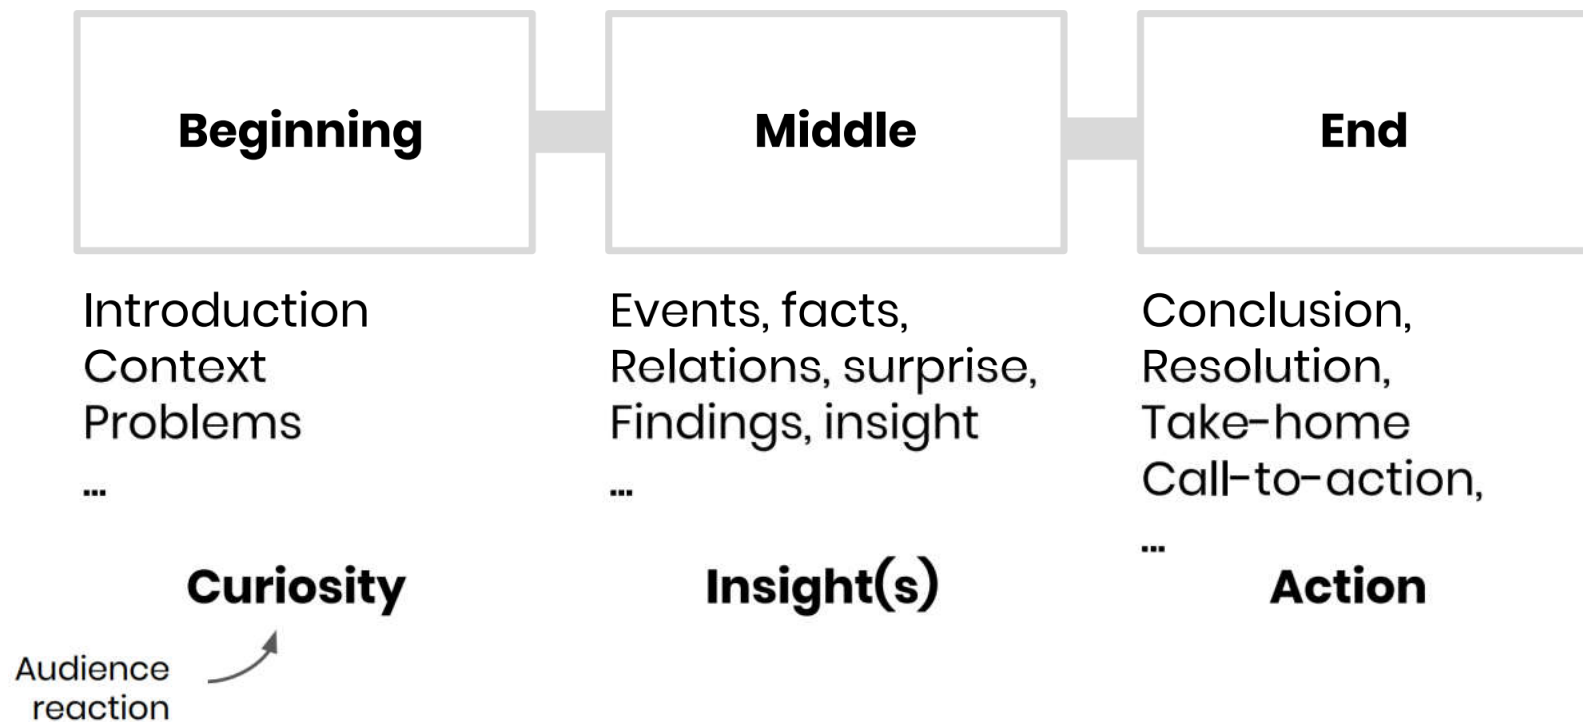 Beginning
Middle
End
Introduction
Context
Problems
...
Events, facts,
Relations, surprise,
Findings, insight
...
Conclusion,
Resolution,
Take-home
Call-to-action,
...
Curiosity
Insight(s)
Action
Audience
reaction